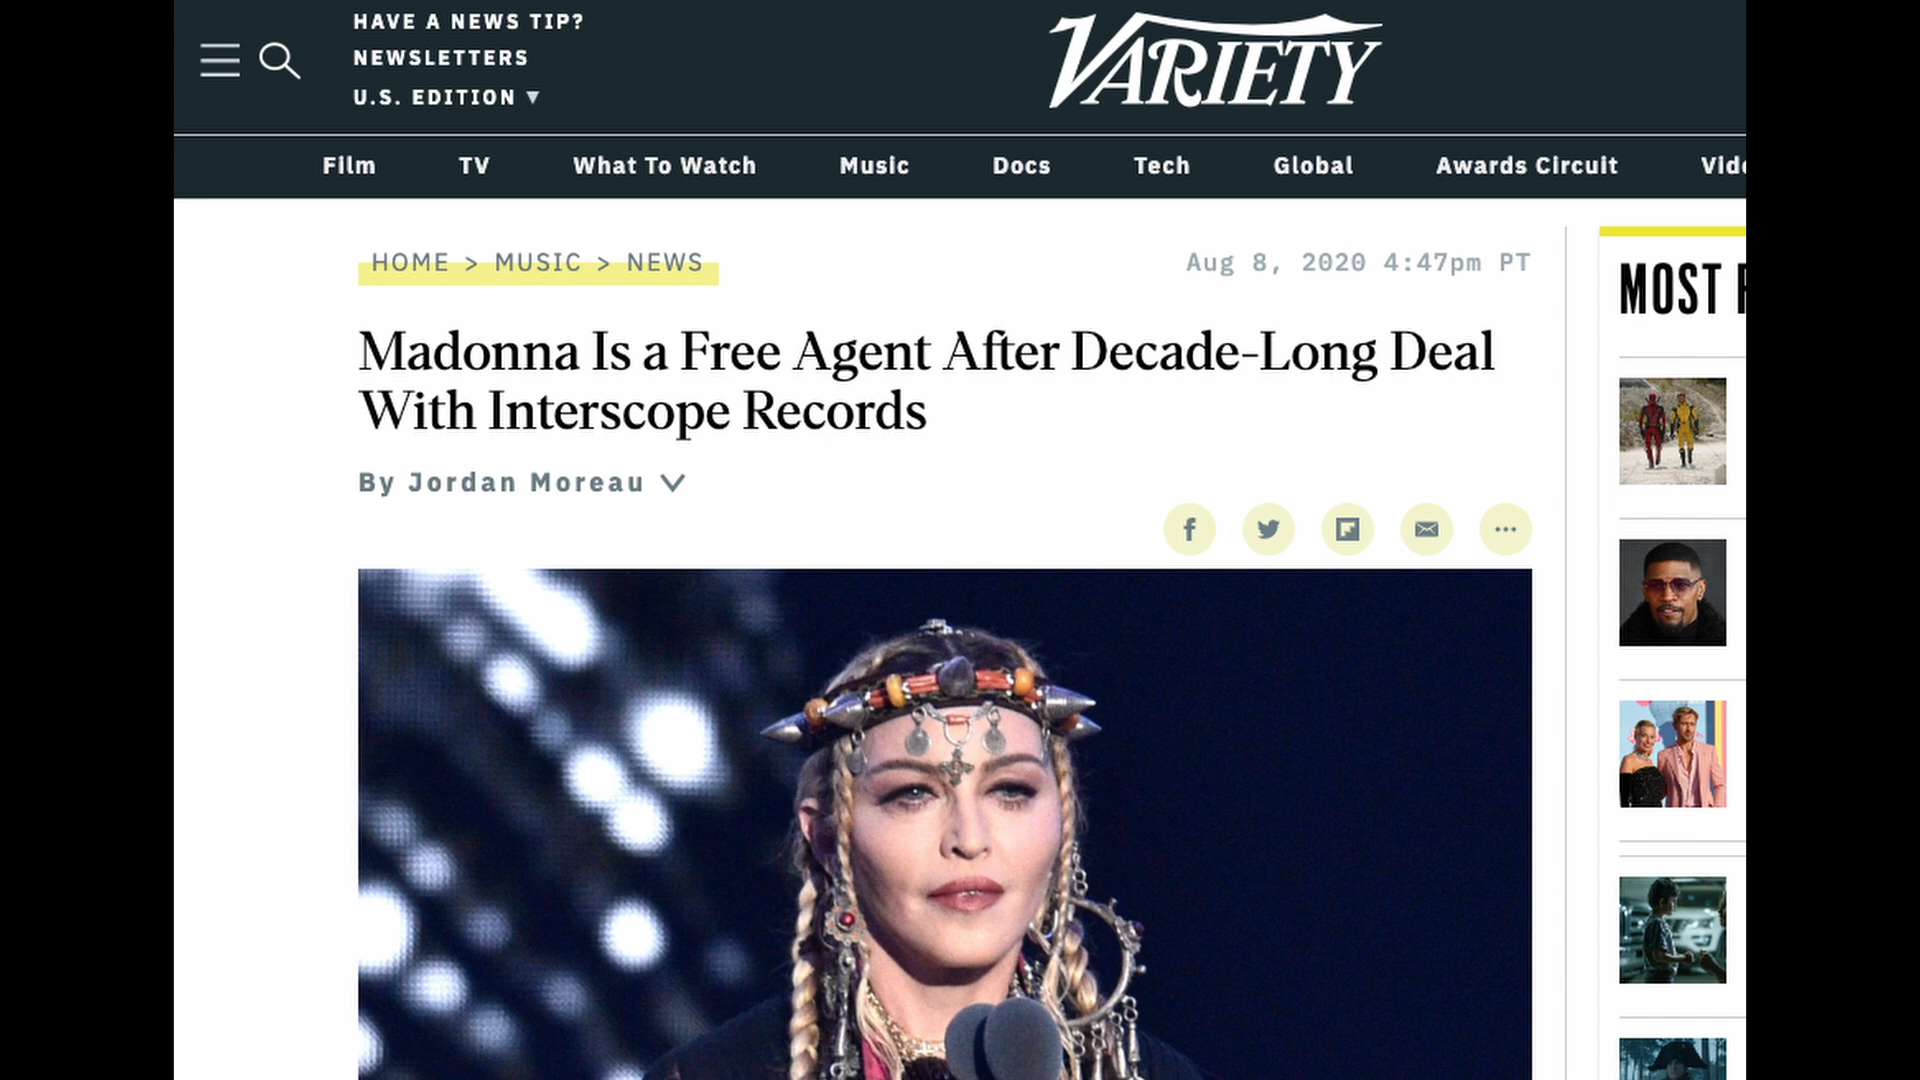 HAVE A NEWS TIP?
NEWSLETTERS
U.S. EDITION ▼
VARIETY
Film TV What To Watch Music Docs Tech Global Awards Circuit
HOME > MUSIC > NEWS
Aug 8, 2020 4:47pm PT
Madonna Is a Free Agent After Decade-Long Deal
With Interscope Records
By Jordan Moreau
MOST